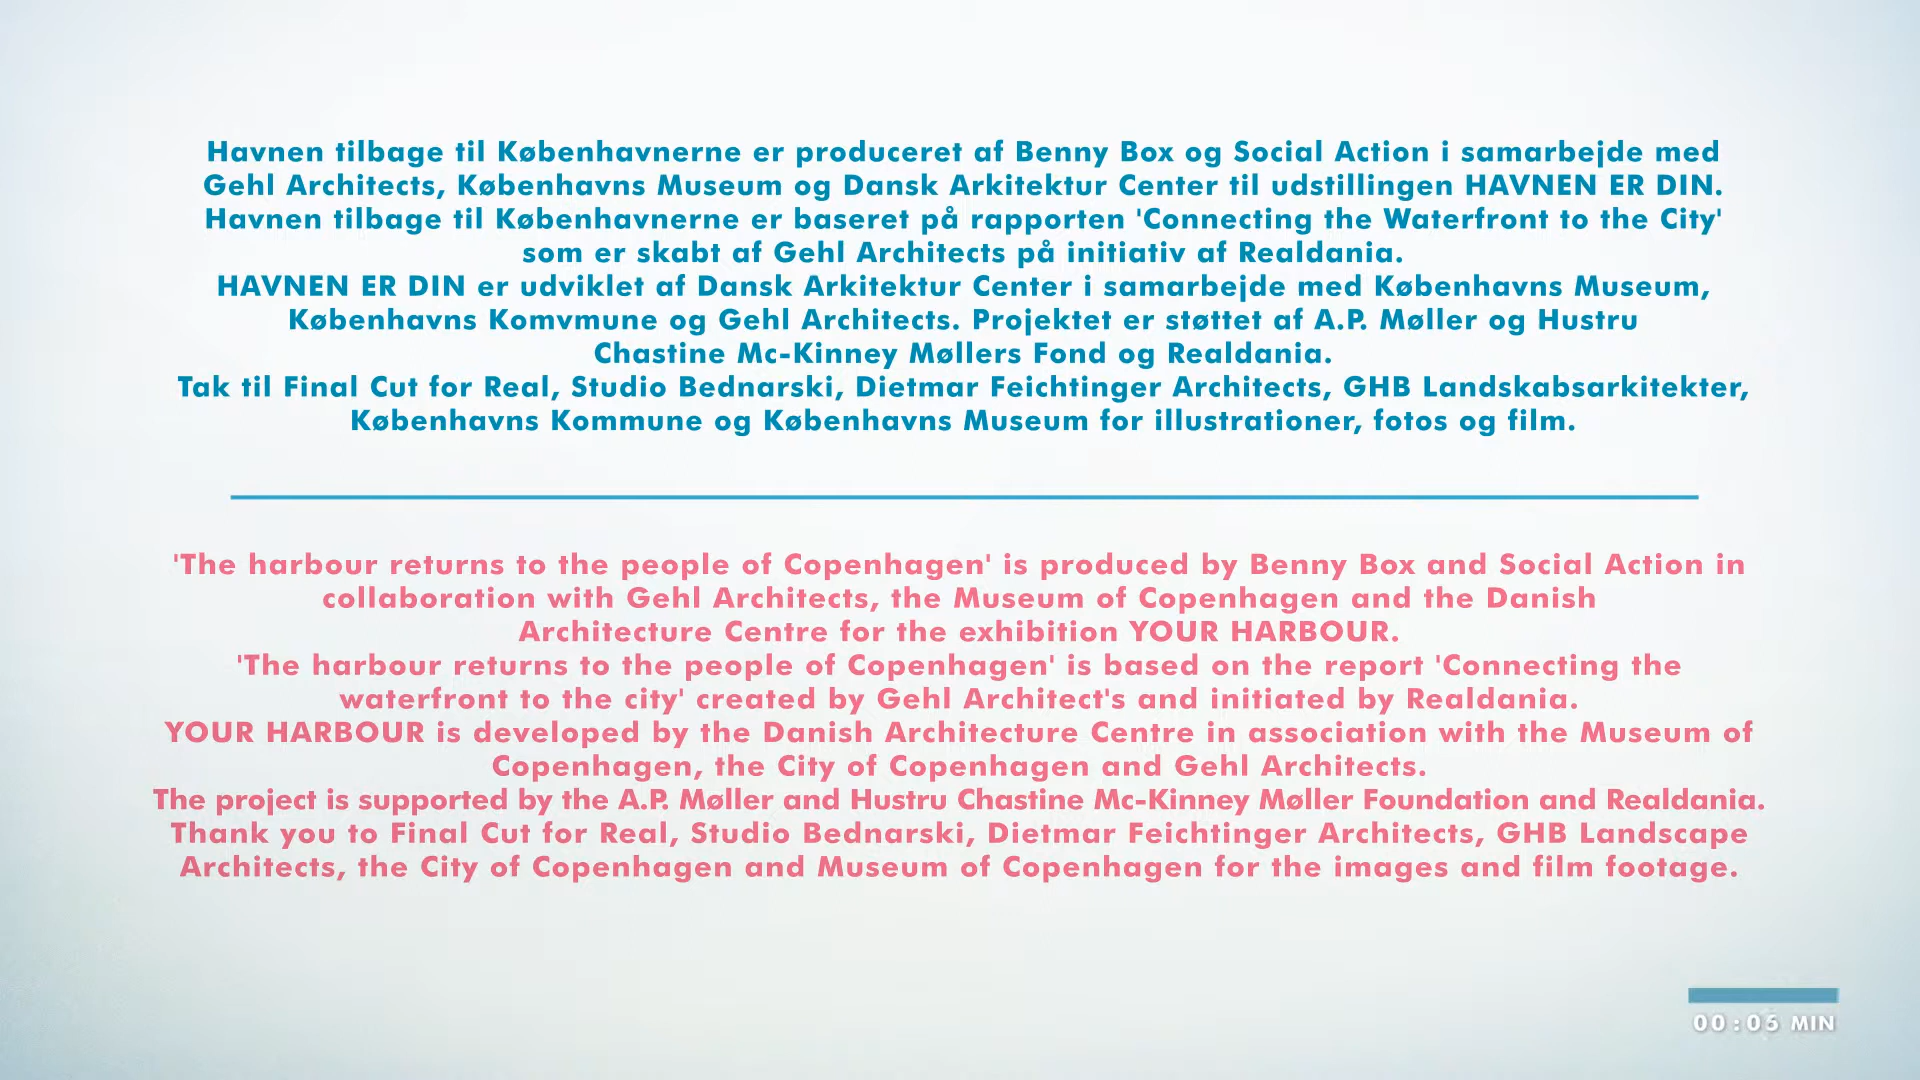 Havnen tilbage til Københavnerne er produceret af Benny Box og Social Action i samarbejde med
Gehl Architects, Københavns Museum og Dansk Arkitektur Center til udstillingen HAVNEN ER DIN.
Havnen tilbage til Københavnerne er baseret på rapporten 'Connecting the Waterfront to the City'
som er skabt af Gehl Architects på initiativ af Realdania.
HAVNEN ER DIN er udviklet af Dansk Arkitektur Center i samarbejde med Københavns Museum,
Københavns Komvmune og Gehl Architects. Projektet er støttet af A.P. Møller og Hustru
Chastine Mc-Kinney Møllers Fond og Realdania.
Tak til Final Cut for Real, Studio Bednarski, Dietmar Feichtinger Architects, GHB Landskabsarkitekter,
Københavns Kommune og Københavns Museum for illustrationer, fotos og film.
'The harbour returns to the people of Copenhagen' is produced by Benny Box and Social Action in
collaboration with Gehl Architects, the Museum of Copenhagen and the Danish
Architecture Centre for the exhibition YOUR HARBOUR.
'The harbour returns to the people of Copenhagen' is based on the report 'Connecting the
waterfront to the city' created by Gehl Architect's and initiated by Realdania.
YOUR HARBOUR is developed by the Danish Architecture Centre in association with the Museum of
Copenhagen, the City of Copenhagen and Gehl Architects.
The project is supported by the A.P. Møller and Hustru Chastine Mc-Kinney Møller Foundation and Realdania.
Thank you to Final Cut for Real, Studio Bednarski, Dietmar Feichtinger Architects, GHB Landscape
Architects, the City of Copenhagen and Museum of Copenhagen for the images and film footage.
MIN